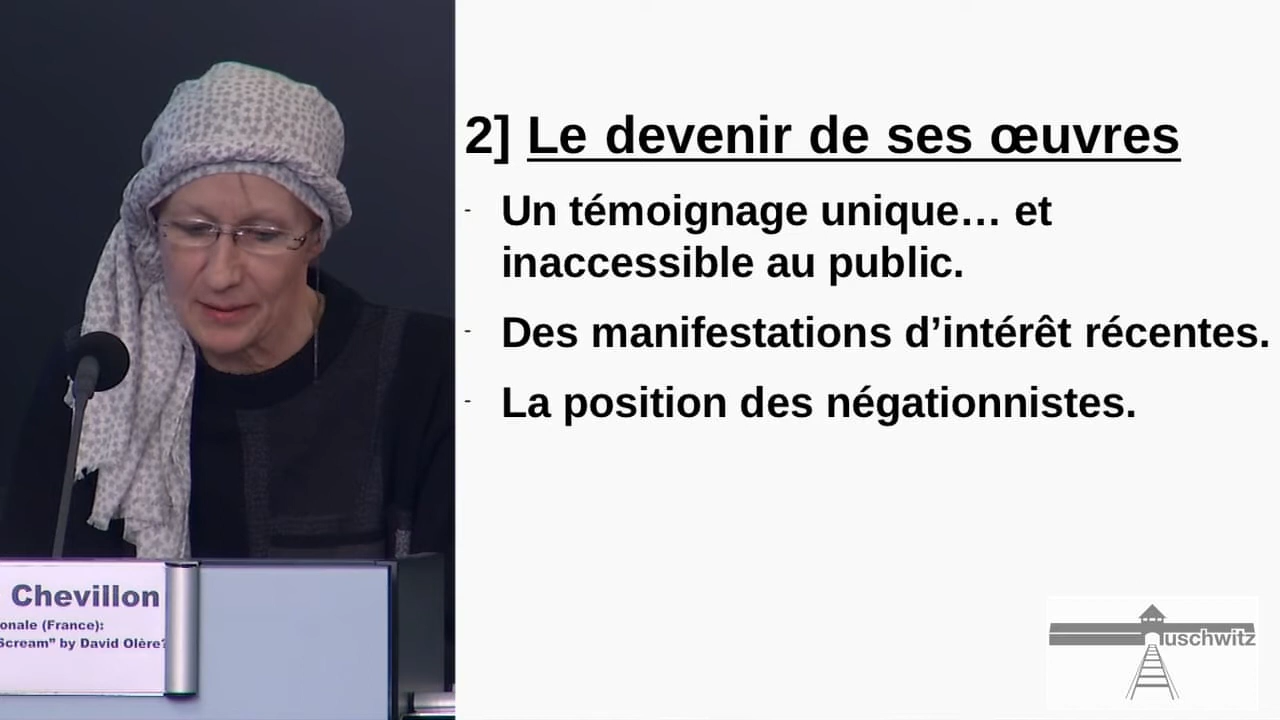 2] Le devenir de ses œuvres
- Un témoignage unique… et
inaccessible au public.
- Des manifestations d’intérêt récentes.
- La position des négationnistes.
Chevillon
onale (France):
Scream” by David Olère?
uschwitz